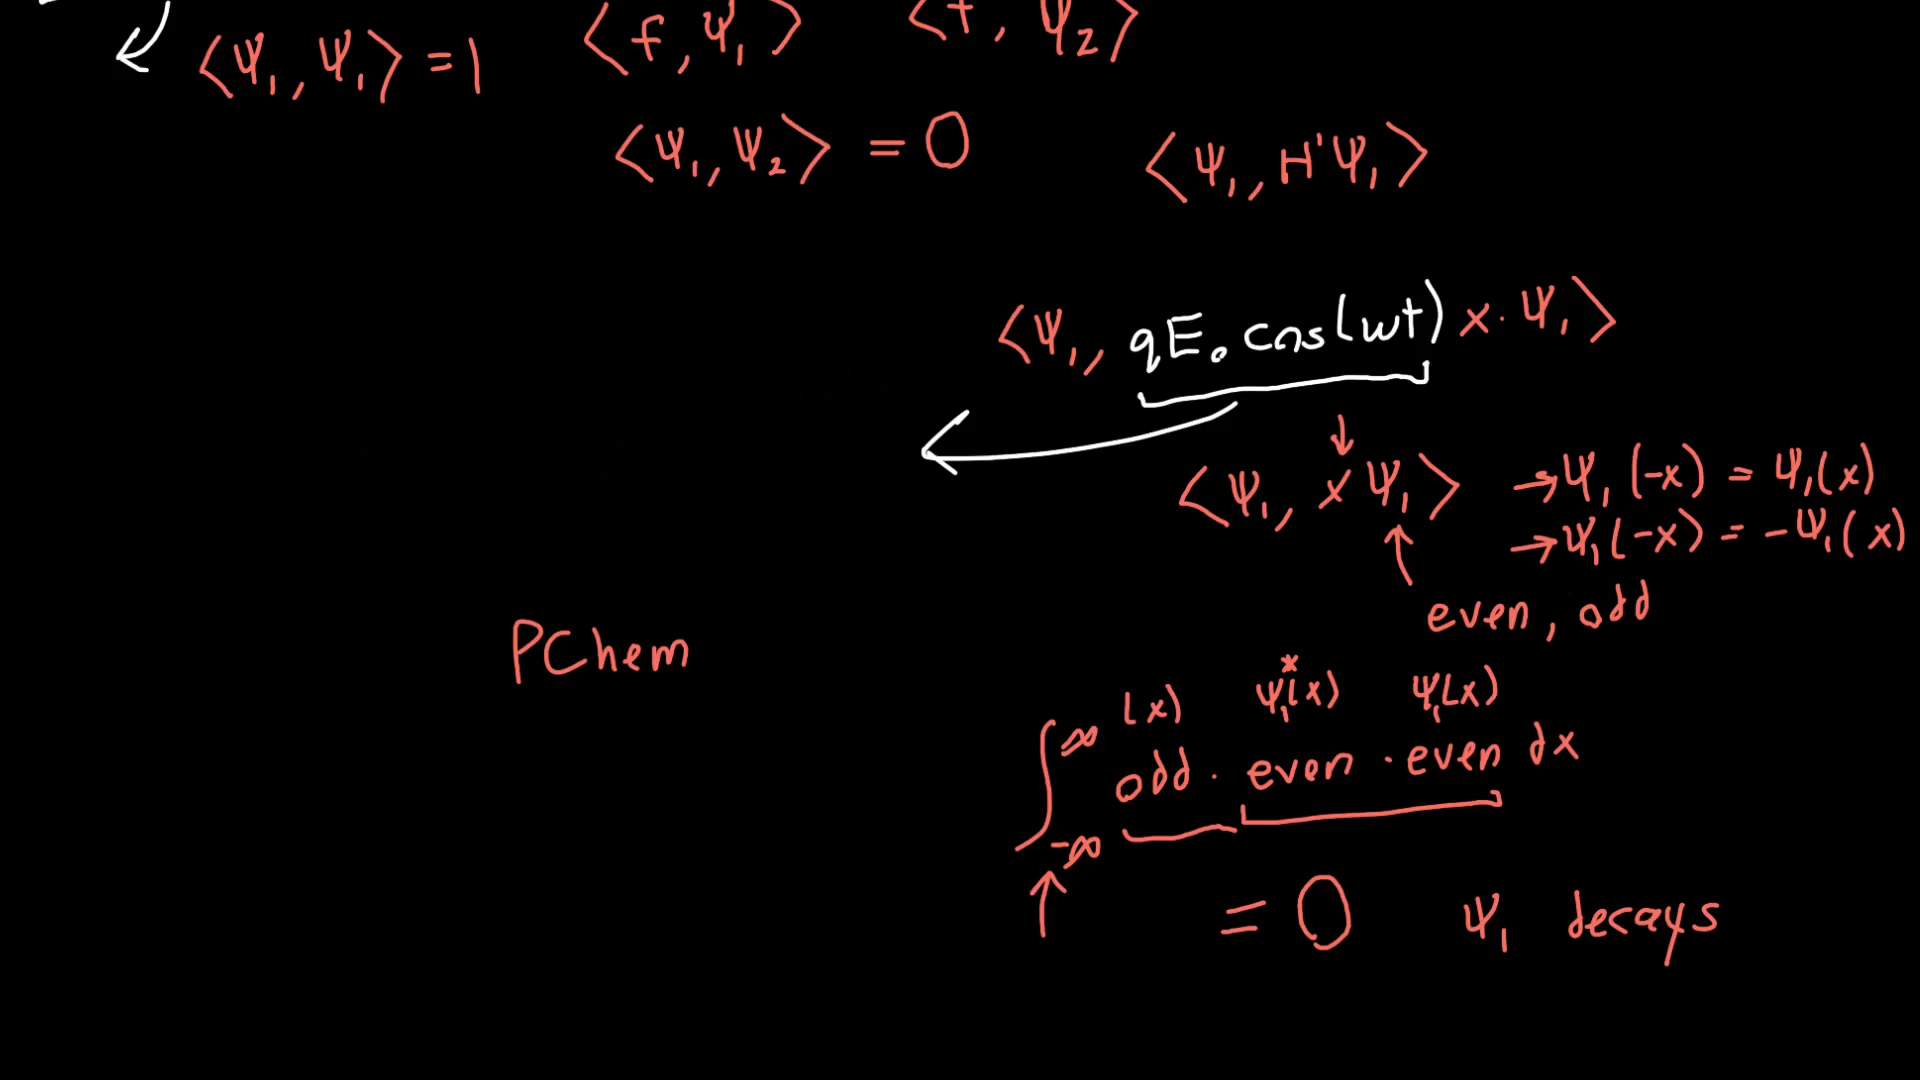 ⟨Ψ₁, Ψ₁⟩ = 1 ⟨f, Ψ₁⟩ ⟨f, Ψ₂⟩
⟨Ψ₁, Ψ₂⟩ = 0 ⟨Ψ₁, H'Ψ₁⟩
⟨Ψ₁, qE₀ cos(wt) x · Ψ₁⟩
⟨Ψ₁, xΨ₁⟩ → Ψ₁(-x) = Ψ₁(x)
→ Ψ₁(-x) = -Ψ₁(x)
even, odd
PChem
(x) Ψ₁*(x) Ψ₁(x)
∫_{-∞}^{∞} odd · even · even dx
= 0 Ψ₁ decays